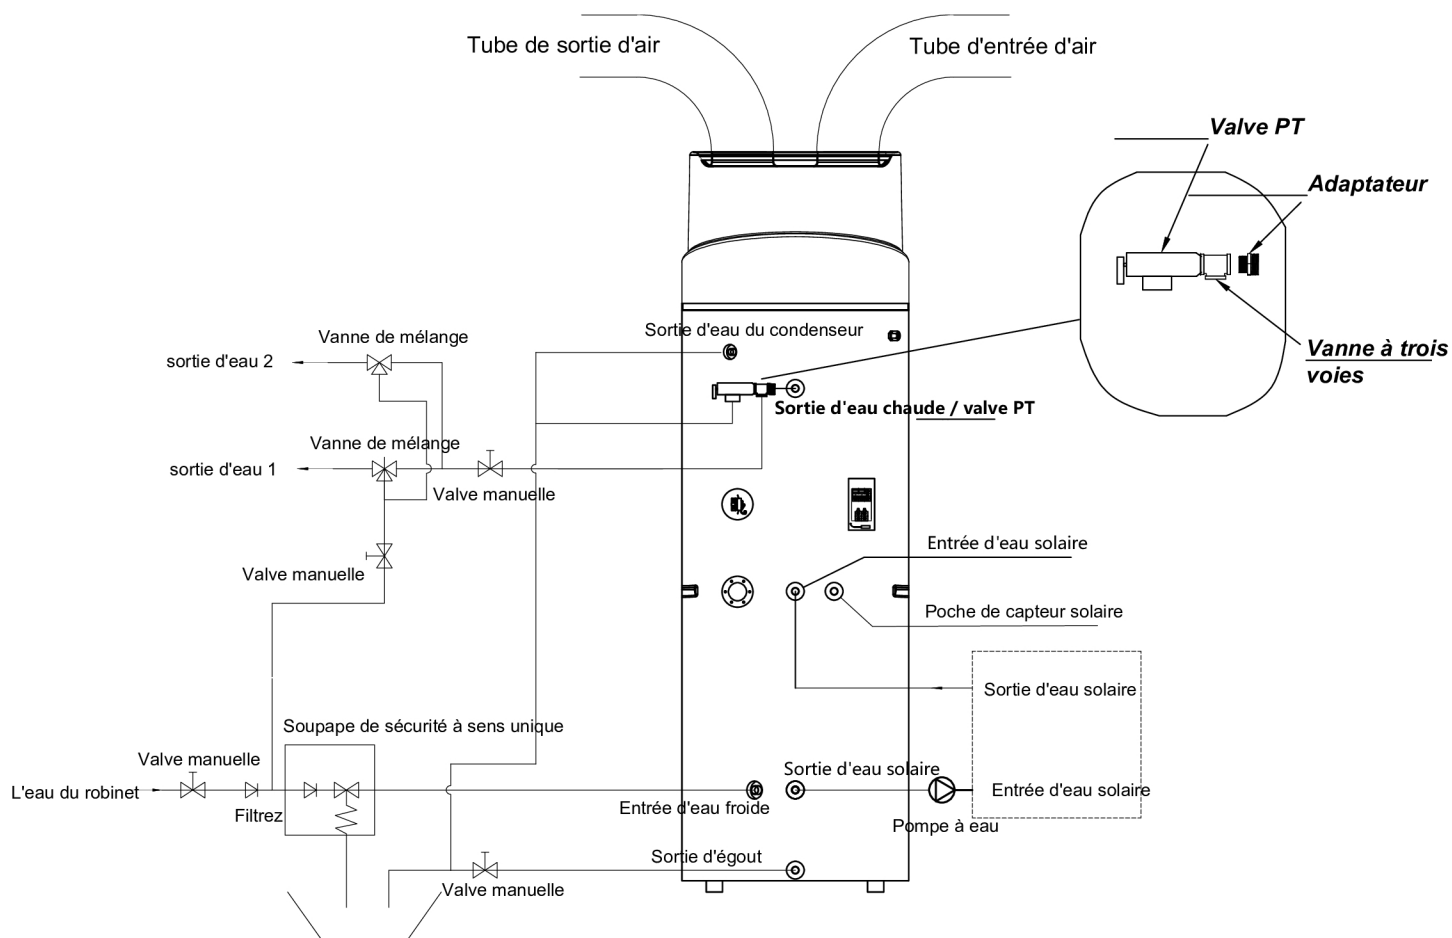 Tube de sortie d'air
Tube d'entrée d'air
Valve PT
Adaptateur
Vanne à trois
voies
Sortie d'eau du condenseur
Vanne de mélange
sortie d'eau 2
Sortie d'eau chaude / valve PT
Vanne de mélange
sortie d'eau 1
Valve manuelle
Entrée d'eau solaire
Valve manuelle
Poche de capteur solaire
Sortie d'eau solaire
Soupape de sécurité à sens unique
Valve manuelle
Sortie d'eau solaire
L'eau du robinet
Entrée d'eau solaire
Filtrez
Entrée d'eau froide
Pompe à eau
Sortie d'égout
Valve manuelle